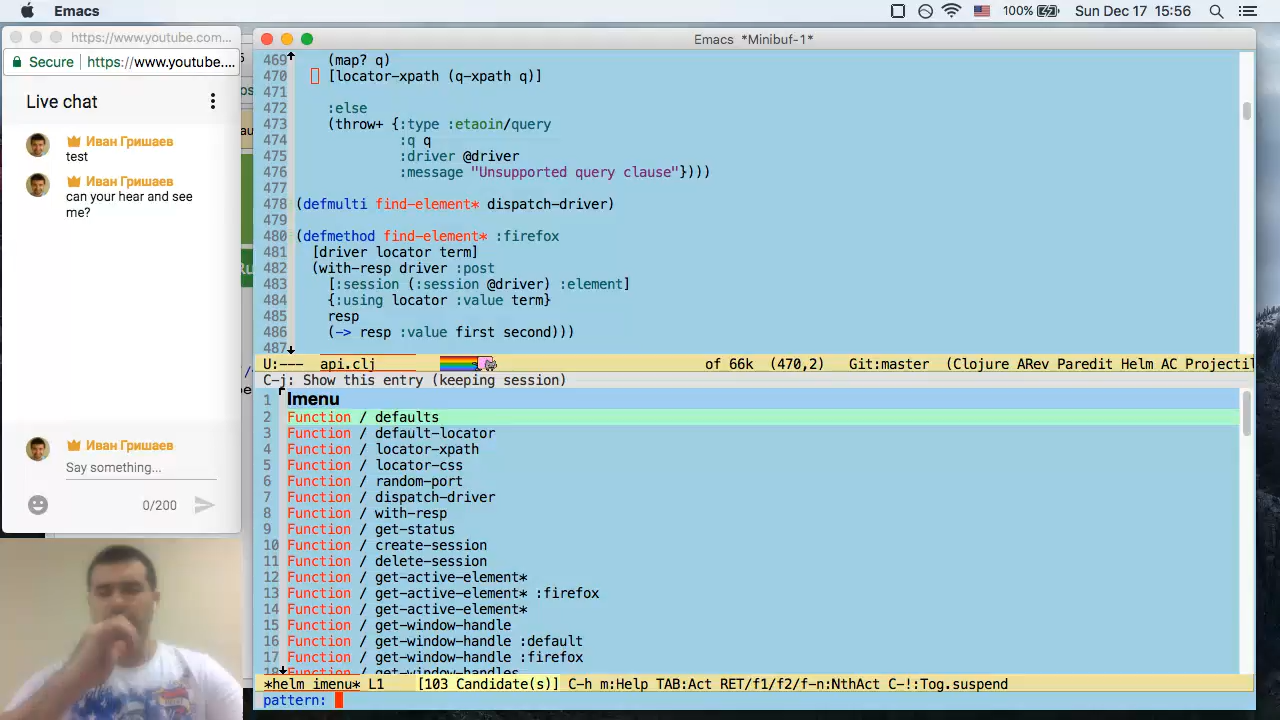 Emacs
100%
Sun Dec 17 15:56
https://www.youtube.com...
Secure
https://www.youtube....
Live chat
Иван Гришаев
test
Иван Гришаев
can your hear and see
me?
Иван Гришаев
Say something...
0/200
Emacs *Minibuf-1*
469 (map? q)
470 [locator-xpath (q-xpath q)]
471
472 :else
473 (throw+ {:type :etaoin/query
474 :q q
475 :driver @driver
476 :message "Unsupported query clause"})))
477
478 (defmulti find-element* dispatch-driver)
479
480 (defmethod find-element* :firefox
481 [driver locator term]
482 (with-resp driver :post
483 [:session (:session @driver) :element]
484 {:using locator :value term}
485 resp
486 (-> resp :value first second)))
487
U:--- api.clj of 66k (470,2) Git:master (Clojure ARev Paredit Helm AC Projectil
C-j: Show this entry (keeping session)
1 Imenu
2 Function / defaults
3 Function / default-locator
4 Function / locator-xpath
5 Function / locator-css
6 Function / random-port
7 Function / dispatch-driver
8 Function / with-resp
9 Function / get-status
10 Function / create-session
11 Function / delete-session
12 Function / get-active-element*
13 Function / get-active-element* :firefox
14 Function / get-active-element*
15 Function / get-window-handle
16 Function / get-window-handle :default
17 Function / get-window-handle :firefox
18 Function / get-window-handles
*helm imenu* L1 [103 Candidate(s)] C-h m:Help TAB:Act RET/f1/f2/f-n:NthAct C-!:Tog.suspend
pattern: